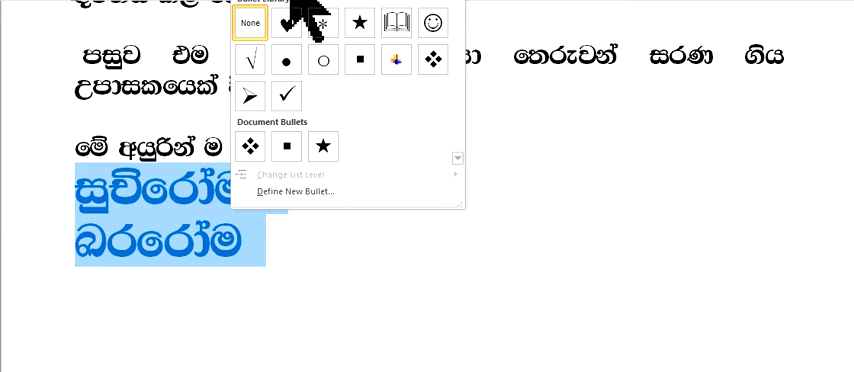 Bullet Library
None
පසුව එම තෙරුවන් සරණ ගිය
උපාසකයෙක්
Document Bullets
මේ අයුරින් ම
Change List Level
සුචිරෝම
Define New Bullet...
ඛරරෝම